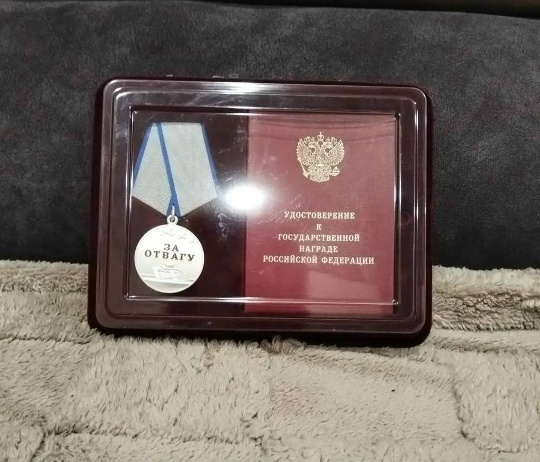 ЗА
ОТВАГУ
УДОСТОВЕРЕНИЕ
К
ГОСУДАРСТВЕННОЙ
НАГРАДЕ
РОССИЙСКОЙ ФЕДЕРАЦИИ